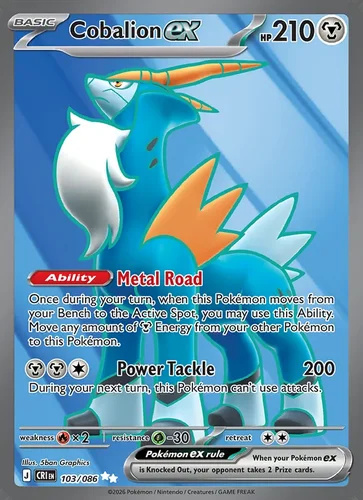 BASIC Cobalion ex HP 210
Ability Metal Road
Once during your turn, when this Pokémon moves from
your Bench to the Active Spot, you may use this Ability.
Move any amount of Energy from your other Pokémon
to this Pokémon.
Power Tackle 200
During your next turn, this Pokémon can't use attacks.
weakness ×2 resistance -30 retreat
Illus. 5ban Graphics
Pokémon ex rule When your Pokémon ex
is Knocked Out, your opponent takes 2 Prize cards.
J CRI EN 103/086
©2026 Pokémon / Nintendo / Creatures / GAME FREAK